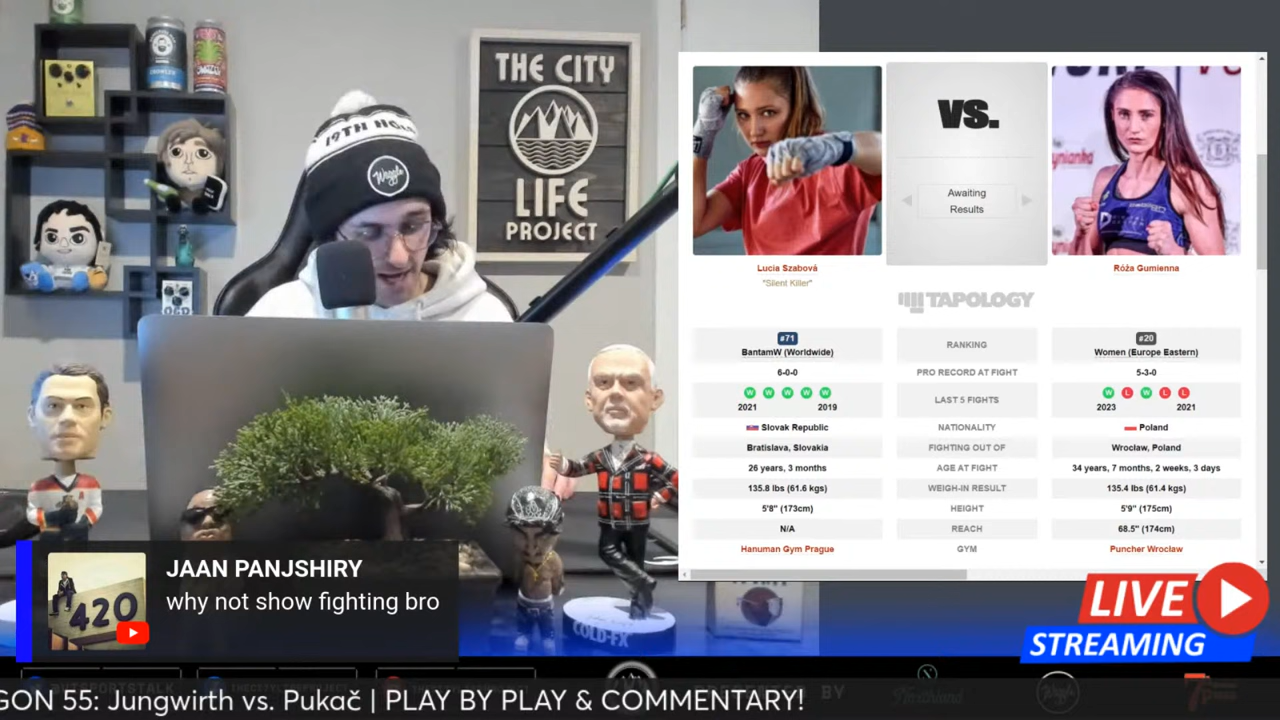 THE CITY
LIFE
PROJECT
19TH HOLE
Waggle
VS.
Awaiting
Results
Lucia Szabová
"Silent Killer"
Róża Gumienna
TAPOLOGY
#71
BantamW (Worldwide)
RANKING
#20
Women (Europe Eastern)
6-0-0
PRO RECORD AT FIGHT
5-3-0
W W W W W
2021 2019
LAST 5 FIGHTS
W L W L L
2023 2021
Slovak Republic
NATIONALITY
Poland
Bratislava, Slovakia
FIGHTING OUT OF
Wrocław, Poland
26 years, 3 months
AGE AT FIGHT
34 years, 7 months, 2 weeks, 3 days
135.8 lbs (61.6 kgs)
WEIGH-IN RESULT
135.4 lbs (61.4 kgs)
5'8" (173cm)
HEIGHT
5'9" (175cm)
N/A
REACH
68.5" (174cm)
Hanuman Gym Prague
GYM
Puncher Wrocław
420
JAAN PANJSHIRY
why not show fighting bro
COLD-FX
LIVE
STREAMING
GON 55: Jungwirth vs. Pukač | PLAY BY PLAY & COMMENTARY!